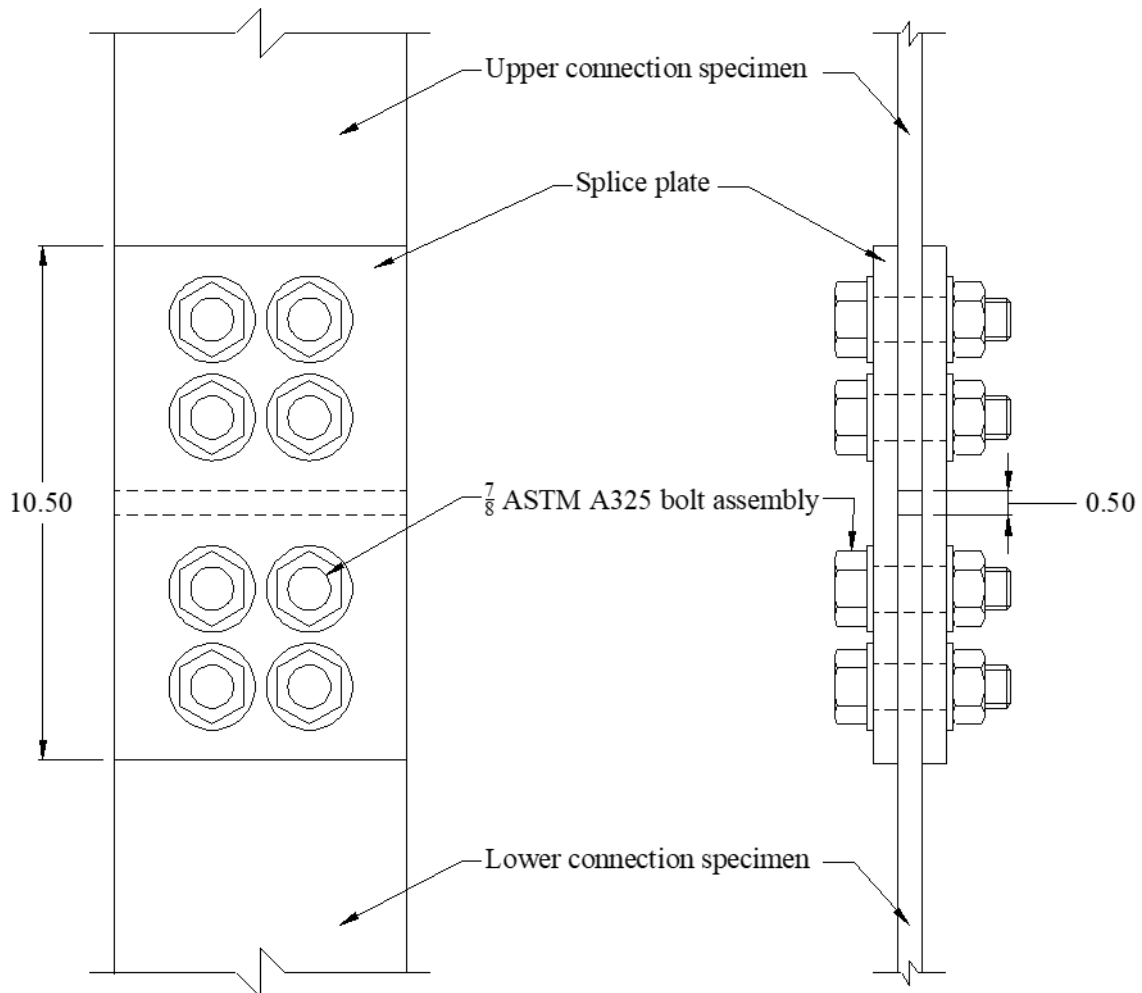 Upper connection specimen
Splice plate
10.50
7/8 ASTM A325 bolt assembly
0.50
Lower connection specimen